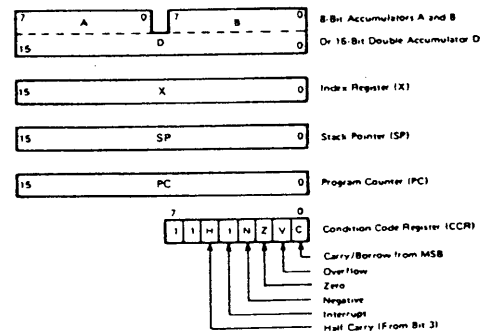 7 A 0 7 B 0 8-Bit Accumulators A and B
15 D 0 Or 16-Bit Double Accumulator D
15 X 0 Index Register (X)
15 SP 0 Stack Pointer (SP)
15 PC 0 Program Counter (PC)
7 0
1 1 H I N Z V C Condition Code Register (CCR)
Carry/Borrow from MSB
Overflow
Zero
Negative
Interrupt
Half Carry (From Bit 3)